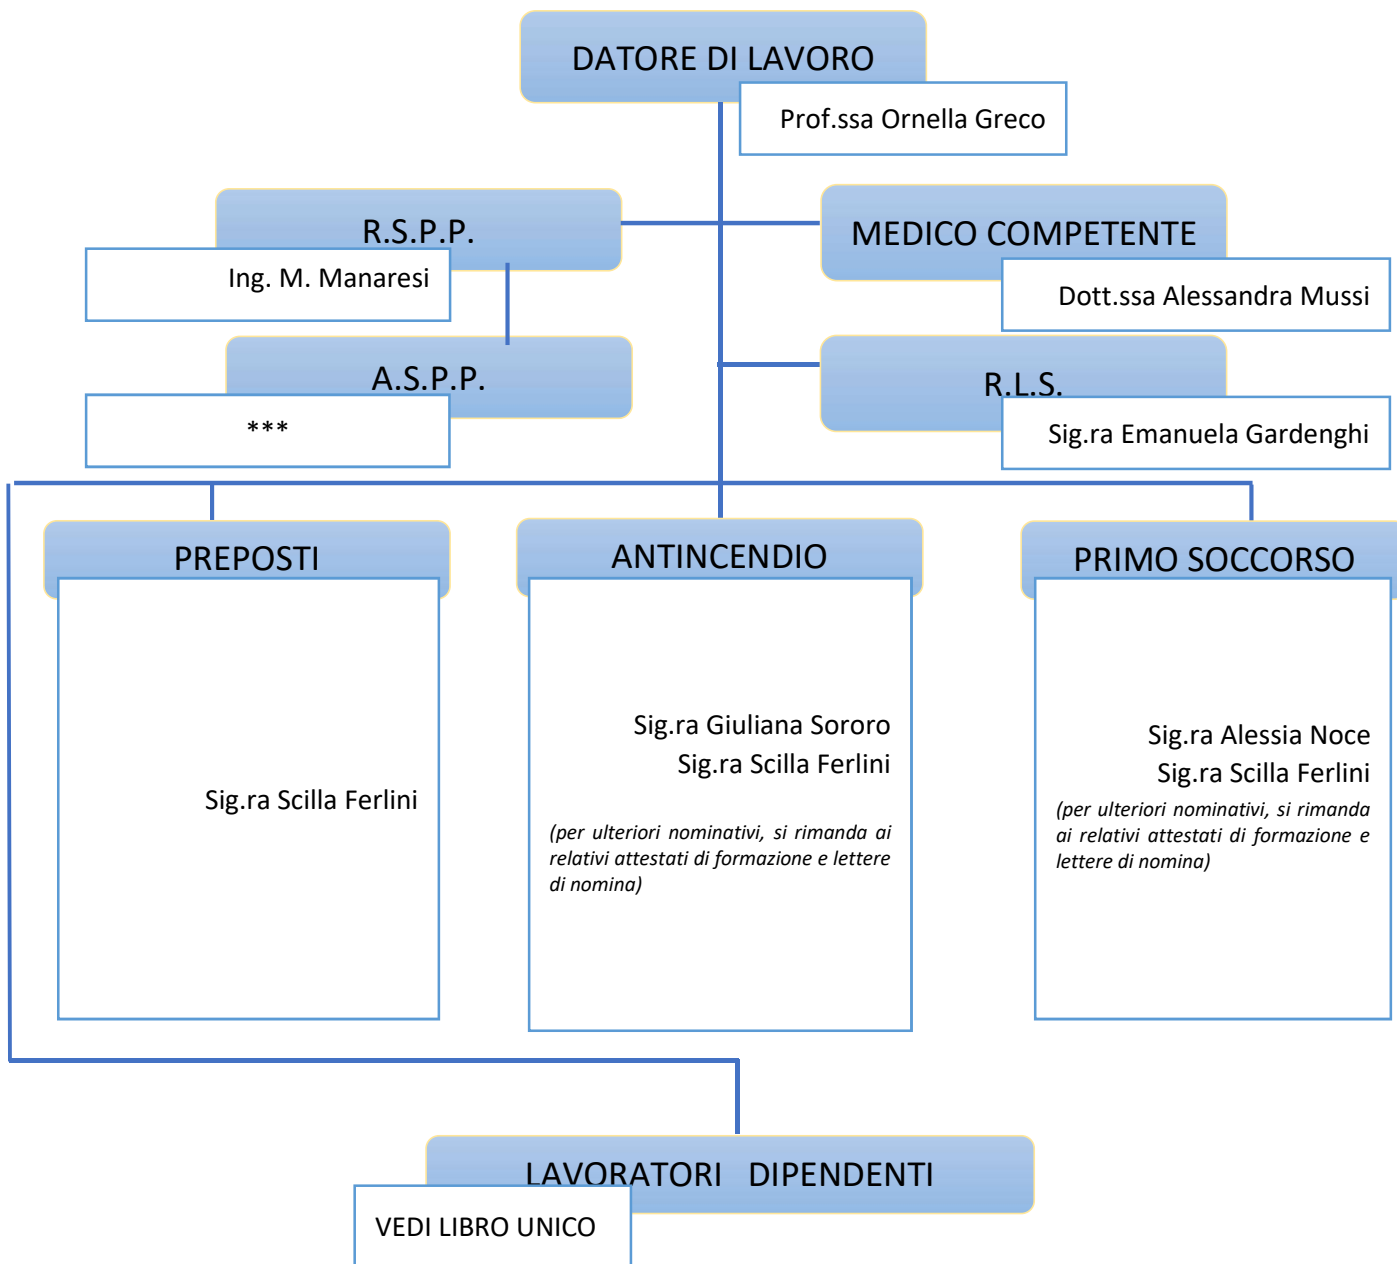 DATORE DI LAVORO
Prof.ssa Ornella Greco
R.S.P.P.
Ing. M. Manaresi
MEDICO COMPETENTE
Dott.ssa Alessandra Mussi
A.S.P.P.
***
R.L.S.
Sig.ra Emanuela Gardenghi
PREPOSTI
Sig.ra Scilla Ferlini
ANTINCENDIO
Sig.ra Giuliana Sororo
Sig.ra Scilla Ferlini
(per ulteriori nominativi, si rimanda ai
relativi attestati di formazione e lettere
di nomina)
PRIMO SOCCORSO
Sig.ra Alessia Noce
Sig.ra Scilla Ferlini
(per ulteriori nominativi, si rimanda
ai relativi attestati di formazione e
lettere di nomina)
LAVORATORI DIPENDENTI
VEDI LIBRO UNICO